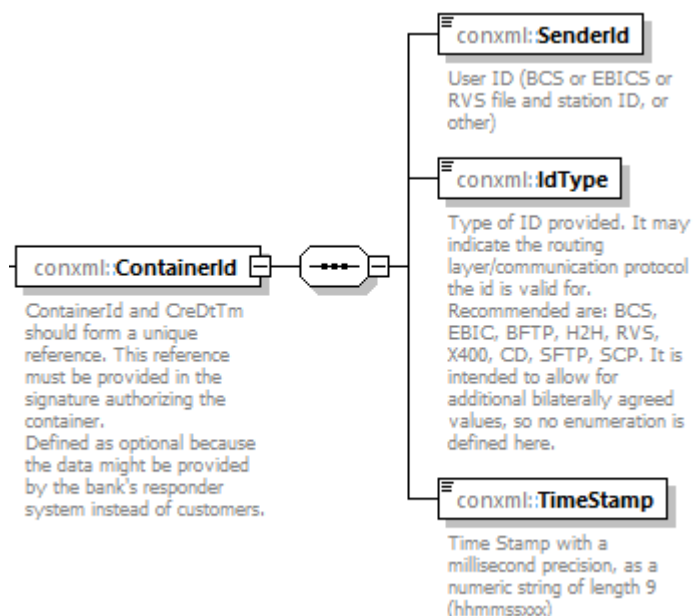 conxml::ContainerId
ContainerId and CreDtTm
should form a unique
reference. This reference
must be provided in the
signature authorizing the
container.
Defined as optional because
the data might be provided
by the bank's responder
system instead of customers.
conxml::SenderId
User ID (BCS or EBICS or
RVS file and station ID, or
other)
conxml::IdType
Type of ID provided. It may
indicate the routing
layer/communication protocol
the id is valid for.
Recommended are: BCS,
EBIC, BFTP, H2H, RVS,
X400, CD, SFTP, SCP. It is
intended to allow for
additional bilaterally agreed
values, so no enumeration is
defined here.
conxml::TimeStamp
Time Stamp with a
millisecond precision, as a
numeric string of length 9
(hhmmssxxx)